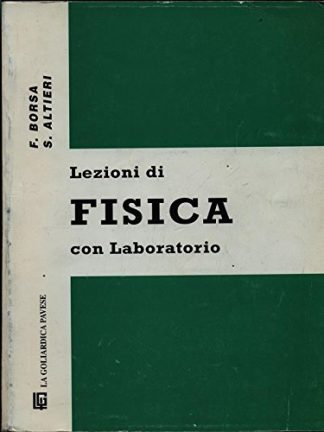 F. BORSA
S. ALTIERI
Lezioni di
FISICA
con Laboratorio
LA GOLIARDICA PAVESE